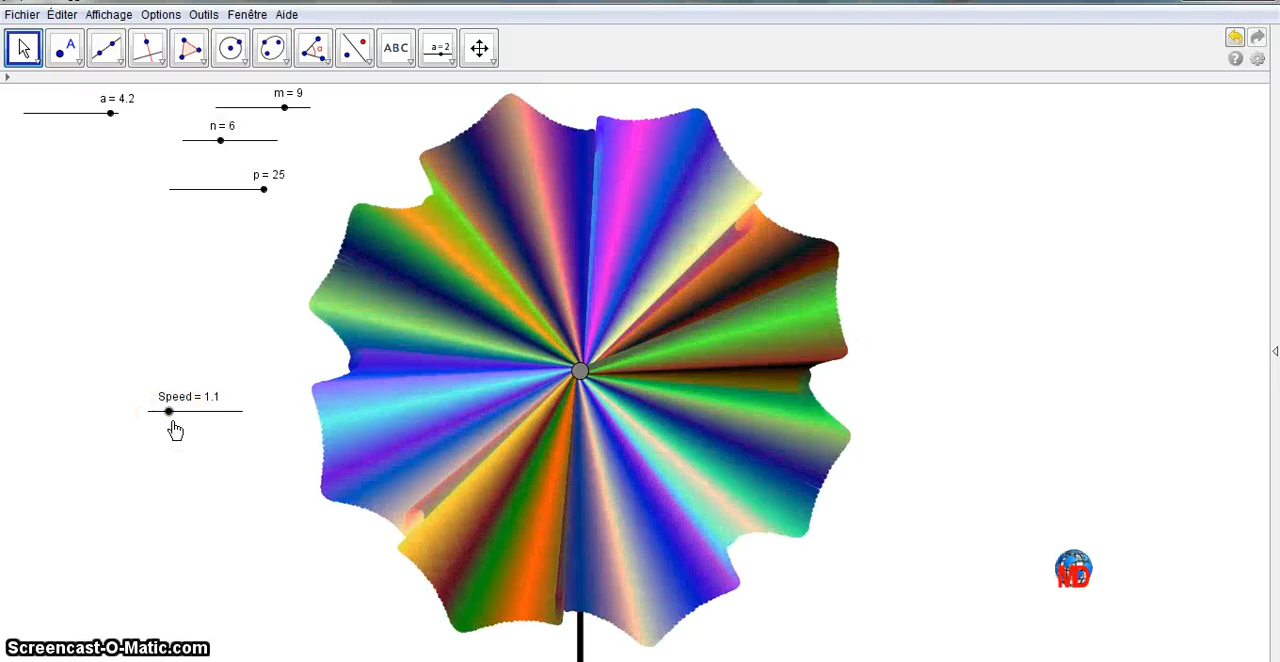 Fichier Éditer Affichage Options Outils Fenêtre Aide
A
α
ABC
a=2
a = 4.2
m = 9
n = 6
p = 25
Speed = 1.1
MD
Screencast-O-Matic.com